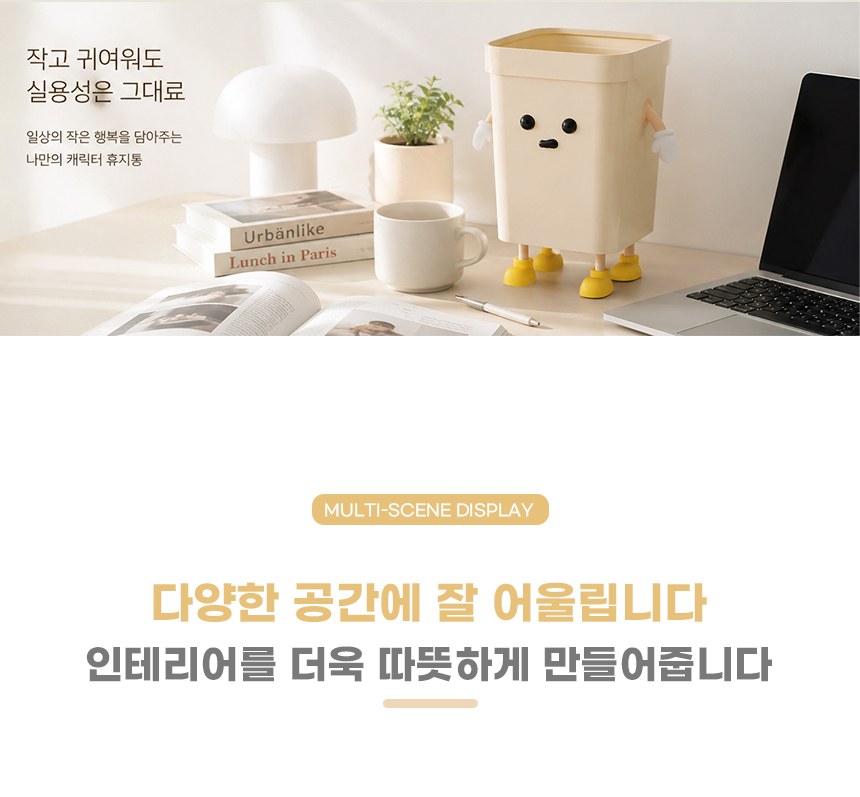 작고 귀여워도
실용성은 그대로
일상의 작은 행복을 담아주는
나만의 캐릭터 휴지통
Urbänlike
Lunch in Paris
MULTI-SCENE DISPLAY
다양한 공간에 잘 어울립니다
인테리어를 더욱 따뜻하게 만들어줍니다